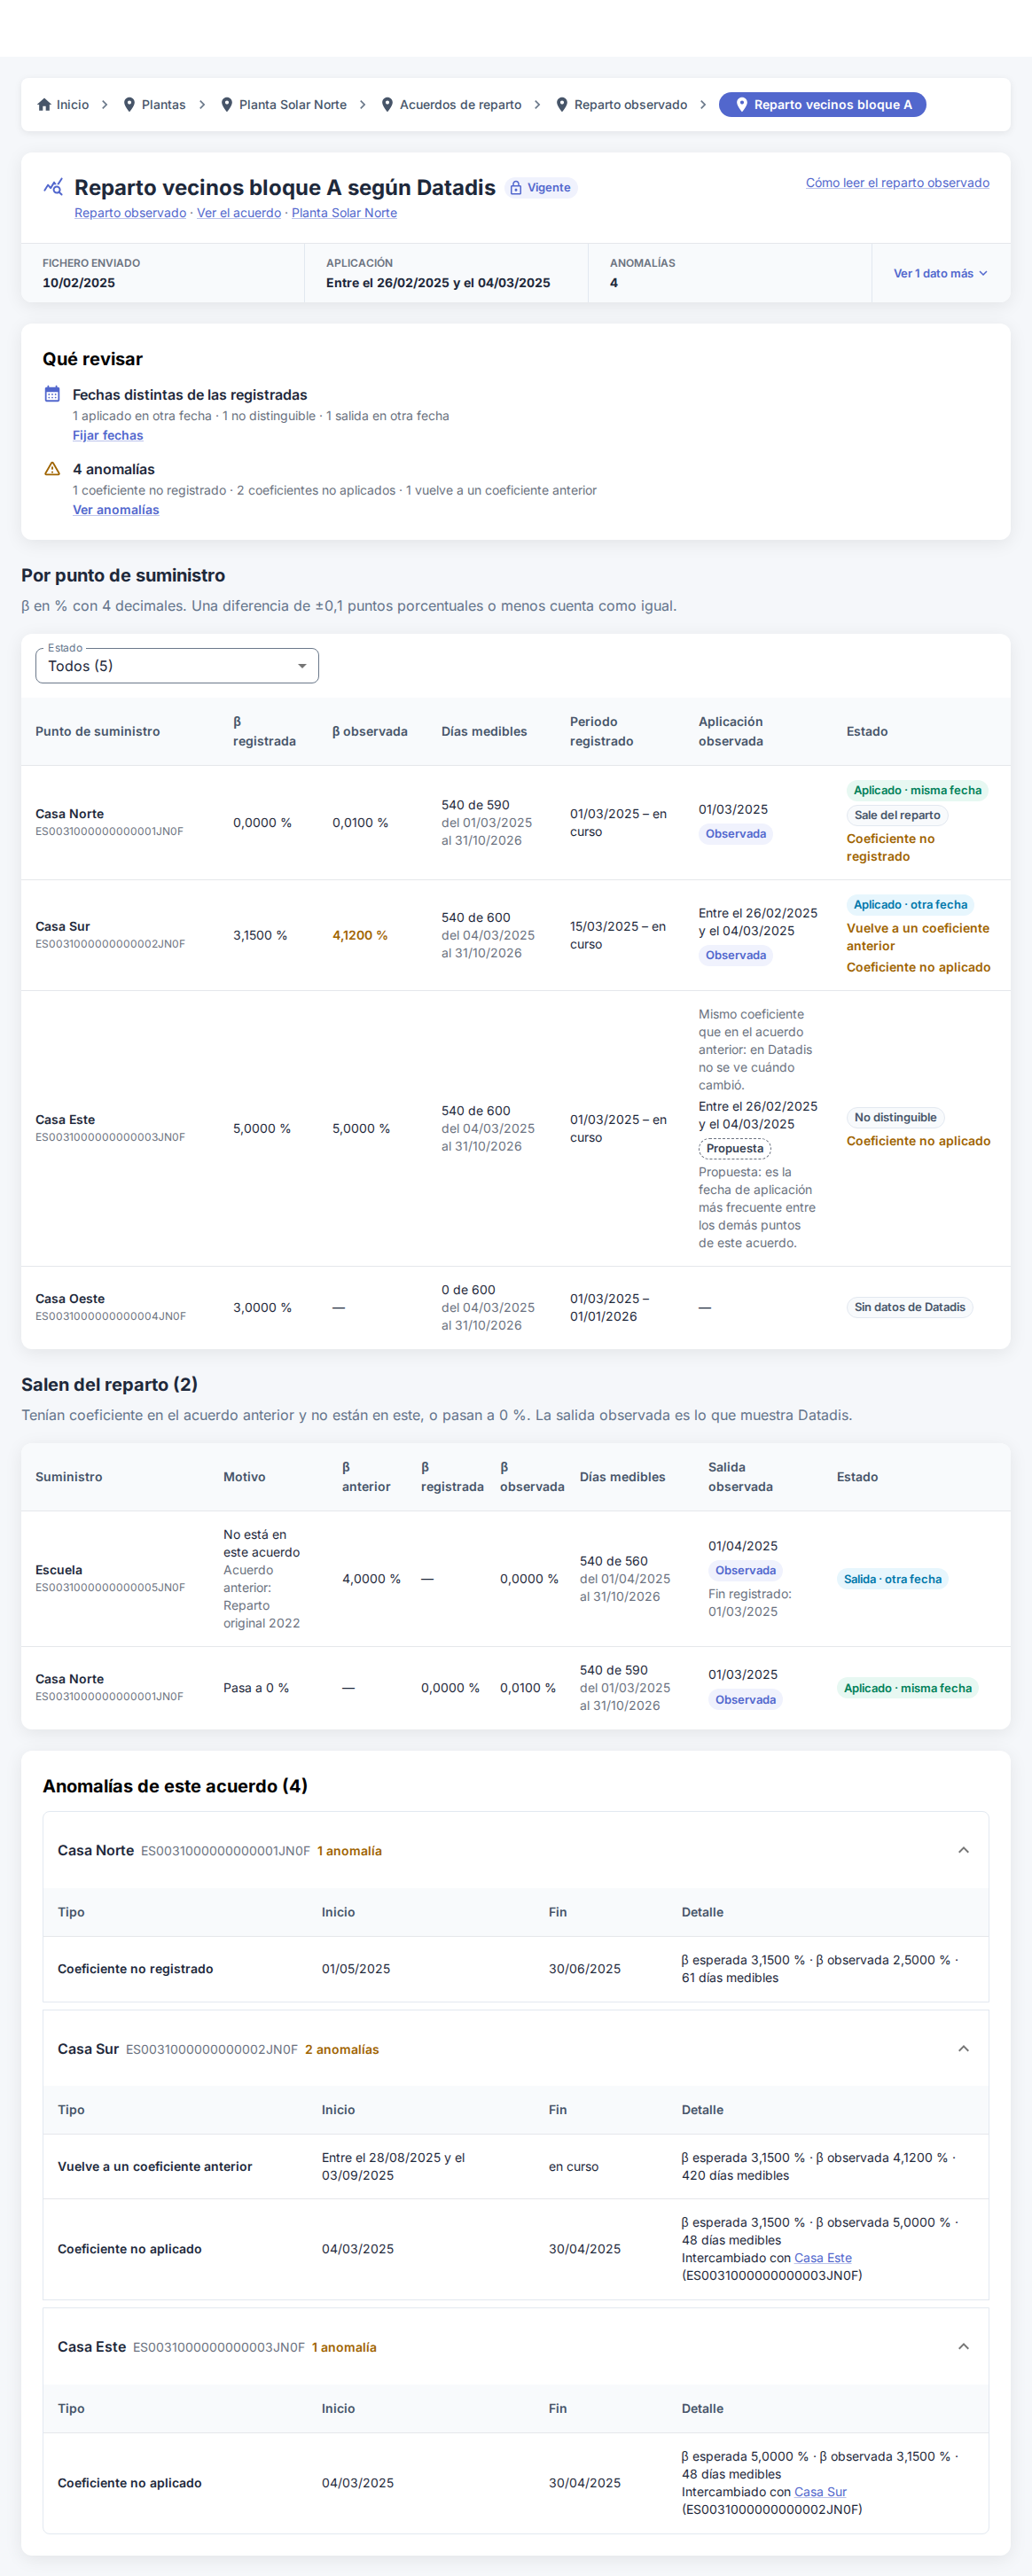 Inicio > Plantas > Planta Solar Norte > Acuerdos de reparto > Reparto observado > Reparto vecinos bloque A
Reparto vecinos bloque A según Datadis Vigente
Cómo leer el reparto observado
Reparto observado · Ver el acuerdo · Planta Solar Norte
FICHERO ENVIADO
10/02/2025
APLICACIÓN
Entre el 26/02/2025 y el 04/03/2025
ANOMALÍAS
4
Ver 1 dato más
Qué revisar
Fechas distintas de las registradas
1 aplicado en otra fecha · 1 no distinguible · 1 salida en otra fecha
Fijar fechas
4 anomalías
1 coeficiente no registrado · 2 coeficientes no aplicados · 1 vuelve a un coeficiente anterior
Ver anomalías
Por punto de suministro
β en % con 4 decimales. Una diferencia de ±0,1 puntos porcentuales o menos cuenta como igual.
Estado
Todos (5)
Punto de suministro
β
registrada
β observada
Días medibles
Periodo
registrado
Aplicación
observada
Estado
Casa Norte
ES0031000000000001JN0F
0,0000 %
0,0100 %
540 de 590
del 01/03/2025
al 31/10/2026
01/03/2025 – en
curso
01/03/2025
Observada
Aplicado · misma fecha
Sale del reparto
Coeficiente no
registrado
Casa Sur
ES0031000000000002JN0F
3,1500 %
4,1200 %
540 de 600
del 04/03/2025
al 31/10/2026
15/03/2025 – en
curso
Entre el 26/02/2025
y el 04/03/2025
Observada
Aplicado · otra fecha
Vuelve a un coeficiente
anterior
Coeficiente no aplicado
Casa Este
ES0031000000000003JN0F
5,0000 %
5,0000 %
540 de 600
del 04/03/2025
al 31/10/2026
01/03/2025 – en
curso
Mismo coeficiente
que en el acuerdo
anterior: en Datadis
no se ve cuándo
cambió.
Entre el 26/02/2025
y el 04/03/2025
Propuesta
Propuesta: es la
fecha de aplicación
más frecuente entre
los demás puntos
de este acuerdo.
No distinguible
Coeficiente no aplicado
Casa Oeste
ES0031000000000004JN0F
3,0000 %
—
0 de 600
del 04/03/2025
al 31/10/2026
01/03/2025 –
01/01/2026
—
Sin datos de Datadis
Salen del reparto (2)
Tenían coeficiente en el acuerdo anterior y no están en este, o pasan a 0 %. La salida observada es lo que muestra Datadis.
Suministro
Motivo
β
anterior
β
registrada
β
observada
Días medibles
Salida
observada
Estado
Escuela
ES0031000000000005JN0F
No está en
este acuerdo
Acuerdo
anterior:
Reparto
original 2022
4,0000 %
—
0,0000 %
540 de 560
del 01/04/2025
al 31/10/2026
01/04/2025
Observada
Fin registrado:
01/03/2025
Salida · otra fecha
Casa Norte
ES0031000000000001JN0F
Pasa a 0 %
—
0,0000 %
0,0100 %
540 de 590
del 01/03/2025
al 31/10/2026
01/03/2025
Observada
Aplicado · misma fecha
Anomalías de este acuerdo (4)
Casa Norte ES0031000000000001JN0F 1 anomalía
Tipo
Inicio
Fin
Detalle
Coeficiente no registrado
01/05/2025
30/06/2025
β esperada 3,1500 % · β observada 2,5000 % ·
61 días medibles
Casa Sur ES0031000000000002JN0F 2 anomalías
Tipo
Inicio
Fin
Detalle
Vuelve a un coeficiente anterior
Entre el 28/08/2025 y el
03/09/2025
en curso
β esperada 3,1500 % · β observada 4,1200 % ·
420 días medibles
Coeficiente no aplicado
04/03/2025
30/04/2025
β esperada 3,1500 % · β observada 5,0000 % ·
48 días medibles
Intercambiado con Casa Este
(ES0031000000000003JN0F)
Casa Este ES0031000000000003JN0F 1 anomalía
Tipo
Inicio
Fin
Detalle
Coeficiente no aplicado
04/03/2025
30/04/2025
β esperada 5,0000 % · β observada 3,1500 % ·
48 días medibles
Intercambiado con Casa Sur
(ES0031000000000002JN0F)